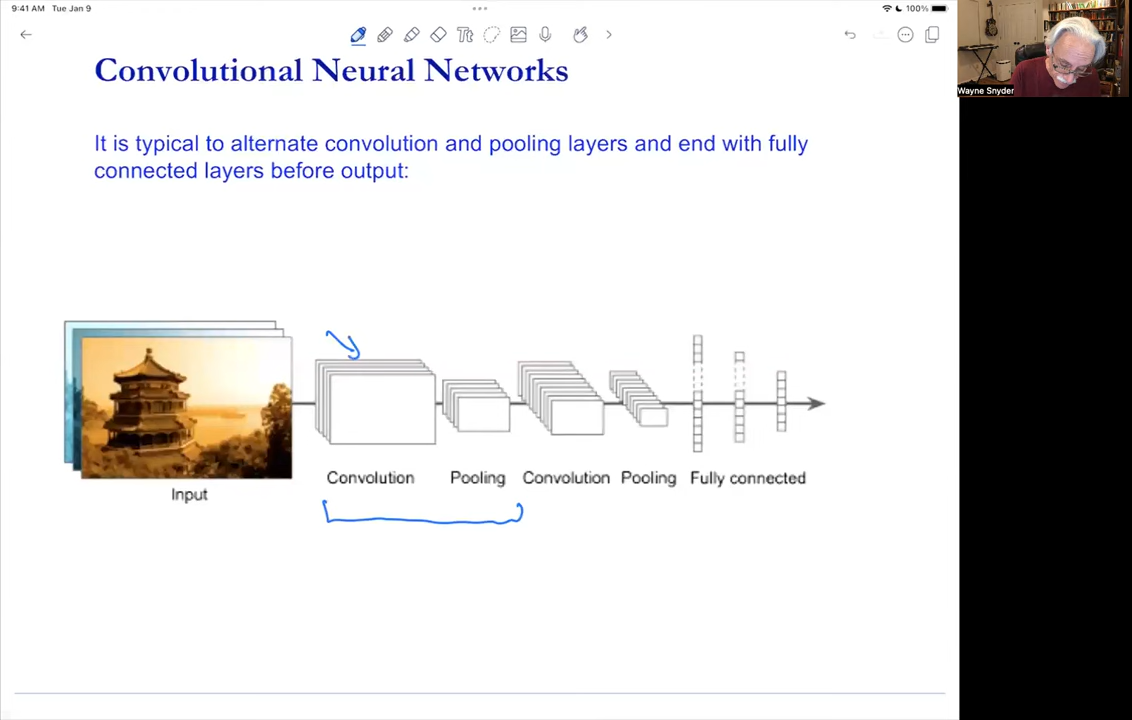 9:41 AM Tue Jan 9
100%
Wayne Snyder
Convolutional Neural Networks
It is typical to alternate convolution and pooling layers and end with fully
connected layers before output:
Input
Convolution
Pooling
Convolution
Pooling
Fully connected